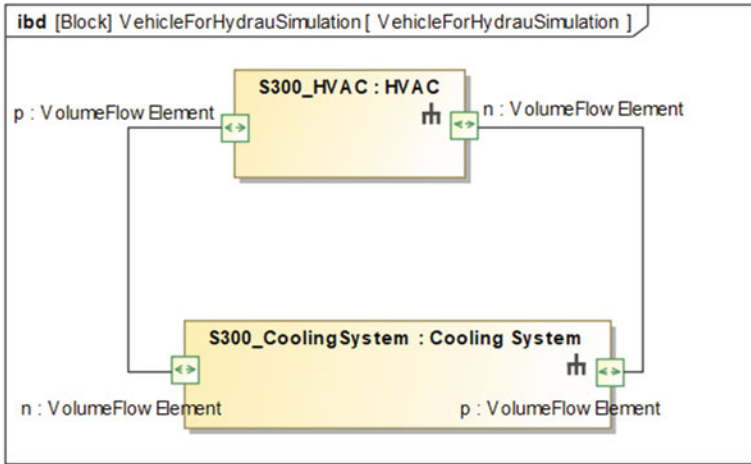 ibd [Block] VehicleForHydrauSimulation [ VehicleForHydrauSimulation ]
S300_HVAC : HVAC
p : VolumeFlow Element
n : VolumeFlow Element
S300_CoolingSystem : Cooling System
n : VolumeFlow Element
p : VolumeFlow Element